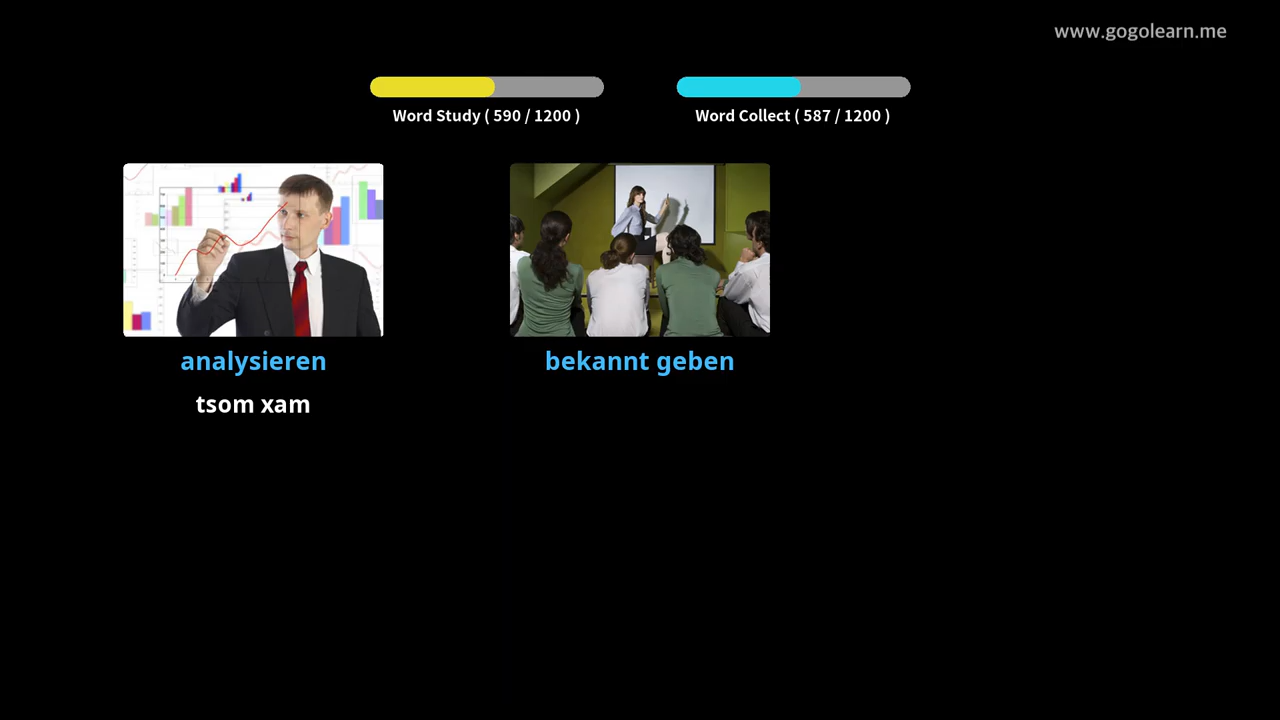 www.gogolearn.me
Word Study ( 590 / 1200 )
Word Collect ( 587 / 1200 )
analysieren
bekannt geben
tsom xam